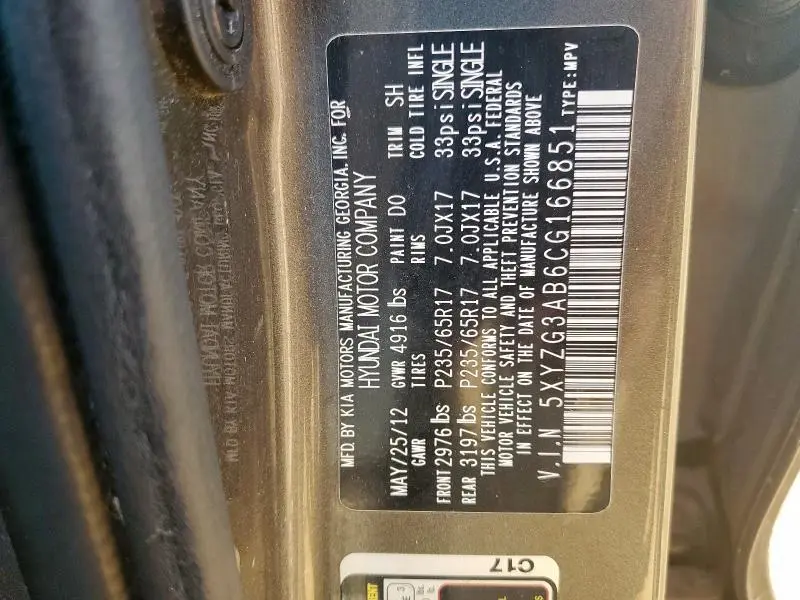 MFD. BY KIA MOTORS MANUFACTURING GEORGIA, INC. FOR
HYUNDAI MOTOR COMPANY
MAY/25/12 GVWR 4916 lbs PAINT D0 TRIM SH
GAWR TIRES RIMS COLD TIRE INFL
FRONT 2976 lbs P235/65R17 7.0JX17 33psi SINGLE
REAR 3197 lbs P235/65R17 7.0JX17 33psi SINGLE
THIS VEHICLE CONFORMS TO ALL APPLICABLE U.S.A. FEDERAL
MOTOR VEHICLE SAFETY AND THEFT PREVENTION STANDARDS
IN EFFECT ON THE DATE OF MANUFACTURE SHOWN ABOVE
V.I.N 5XYZG3AB6CG166851 TYPE:MPV
C17